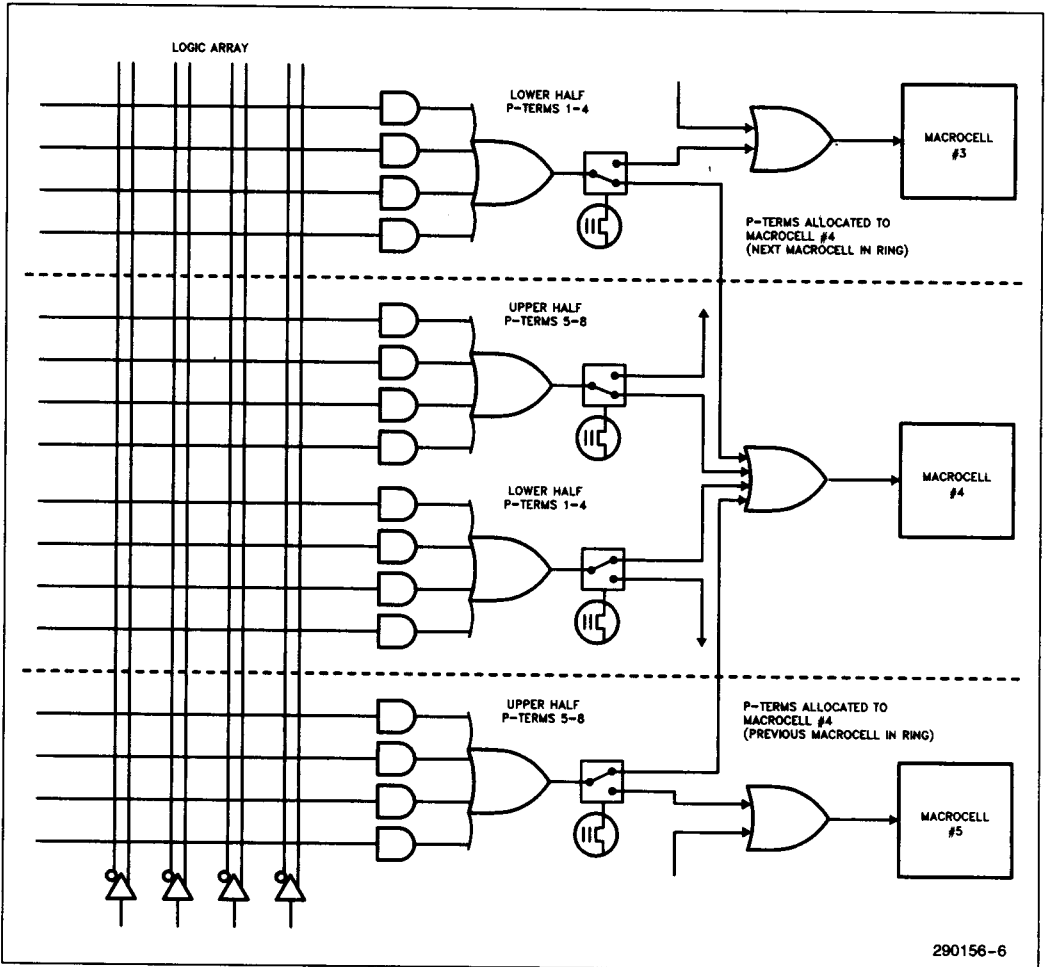 LOGIC ARRAY
LOWER HALF
P-TERMS 1-4
MACROCELL
#3
P-TERMS ALLOCATED TO
MACROCELL #4
(NEXT MACROCELL IN RING)
UPPER HALF
P-TERMS 5-8
LOWER HALF
P-TERMS 1-4
MACROCELL
#4
UPPER HALF
P-TERMS 5-8
P-TERMS ALLOCATED TO
MACROCELL #4
(PREVIOUS MACROCELL IN RING)
MACROCELL
#5
290156-6